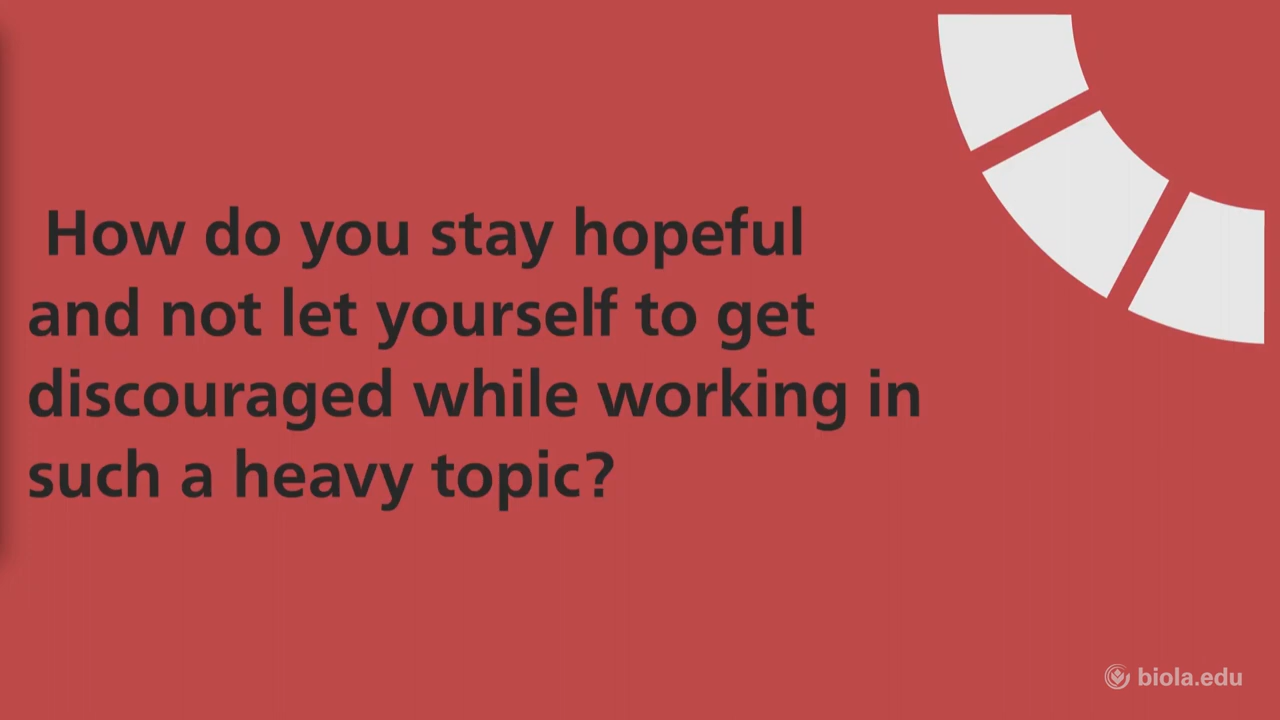 How do you stay hopeful
and not let yourself to get
discouraged while working in
such a heavy topic?
biola.edu